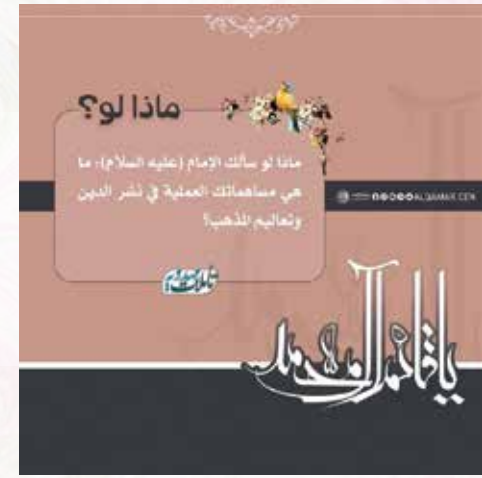 ماذا لو؟
ماذا لو سألك الإمام (عليه السلام): ما
هي مساهماتك العملية في نشر الدين
وتعاليم المذهب؟
يا قائم آل محمد